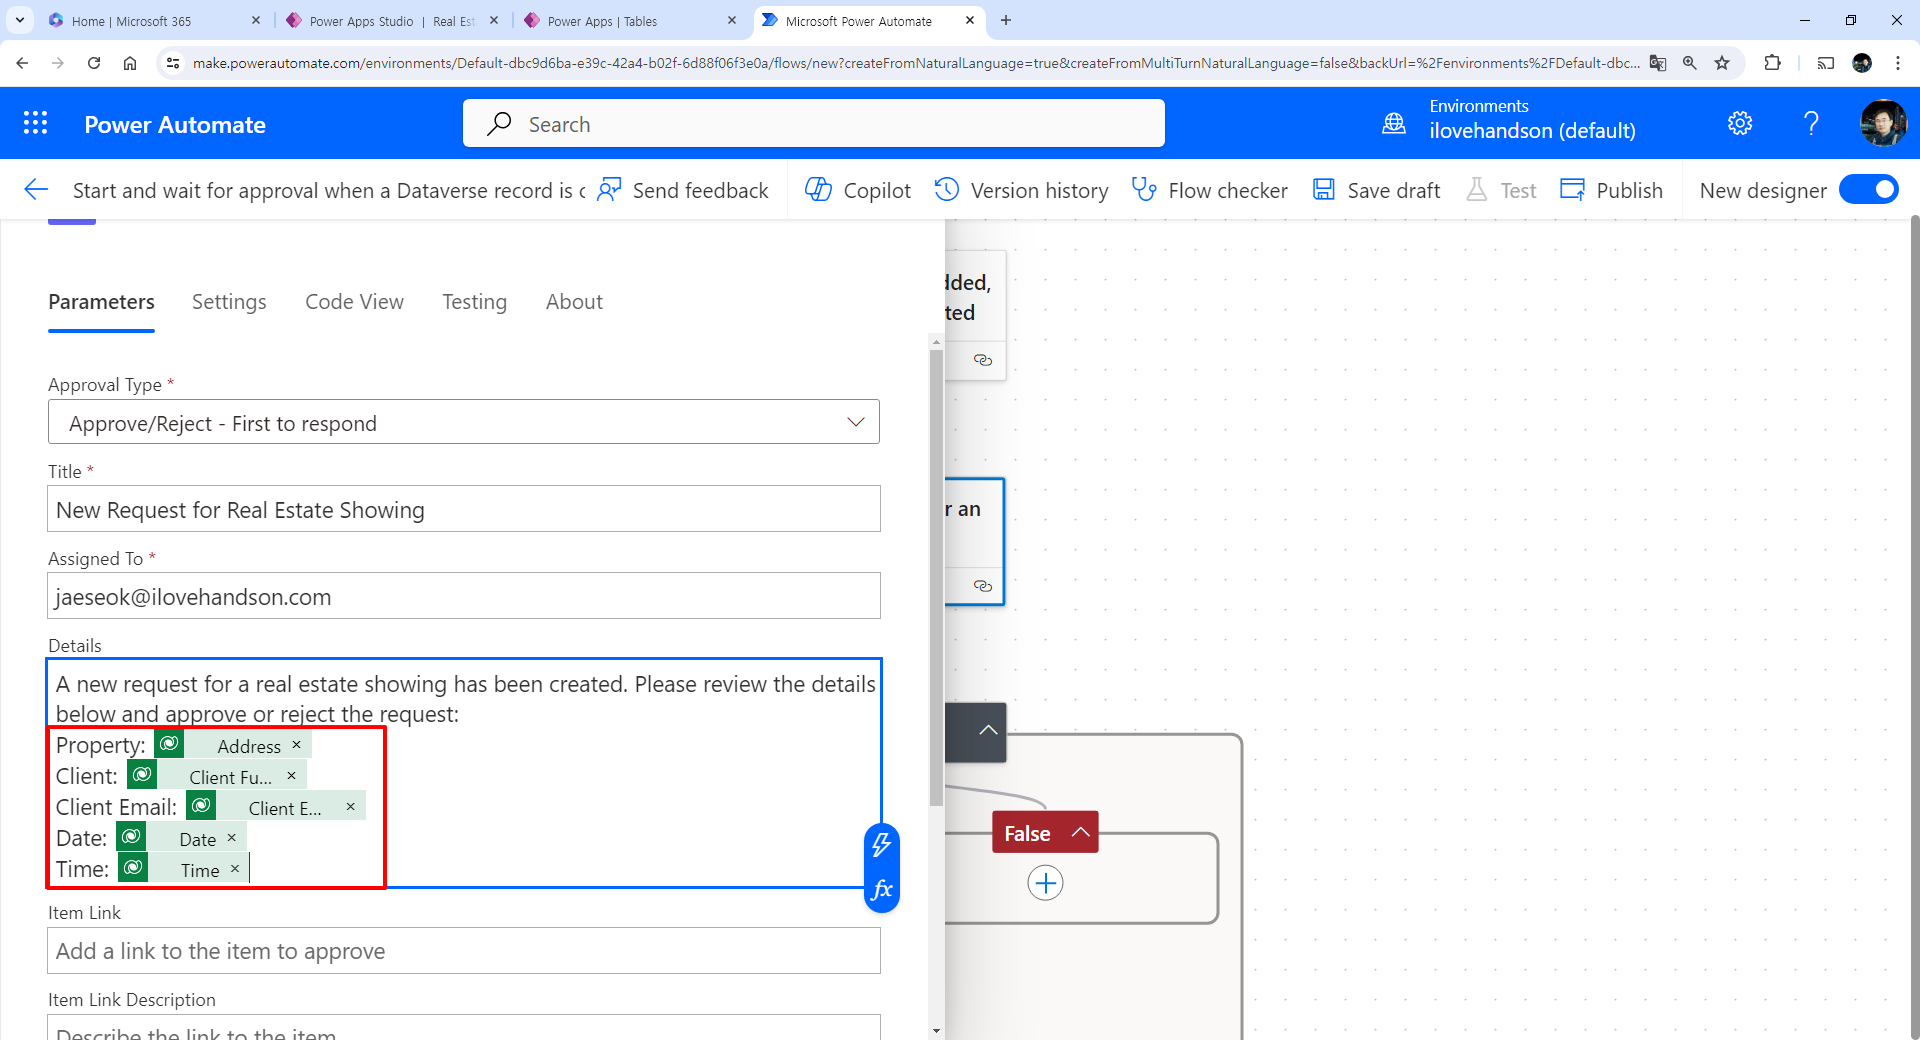 Home | Microsoft 365
Power Apps Studio | Real Est
Power Apps | Tables
Microsoft Power Automate
make.powerautomate.com/environments/Default-dbc9d6ba-e39c-42a4-b02f-6d88f06f3e0a/flows/new?createFromNaturalLanguage=true&createFromMultiTurnNaturalLanguage=false&backUrl=%2Fenvironments%2FDefault-dbc...
Power Automate
Search
Environments
ilovehandson (default)
Start and wait for approval when a Dataverse record is c
Send feedback
Copilot
Version history
Flow checker
Save draft
Test
Publish
New designer
Parameters
Settings
Code View
Testing
About
Approval Type *
Approve/Reject - First to respond
Title *
New Request for Real Estate Showing
Assigned To *
jaeseok@ilovehandson.com
Details
A new request for a real estate showing has been created. Please review the details
below and approve or reject the request:
Property: Address ×
Client: Client Fu... ×
Client Email: Client E... ×
Date: Date ×
Time: Time ×
fx
Item Link
Add a link to the item to approve
Item Link Description
Describe the link to the item
dded,
ted
r an
False